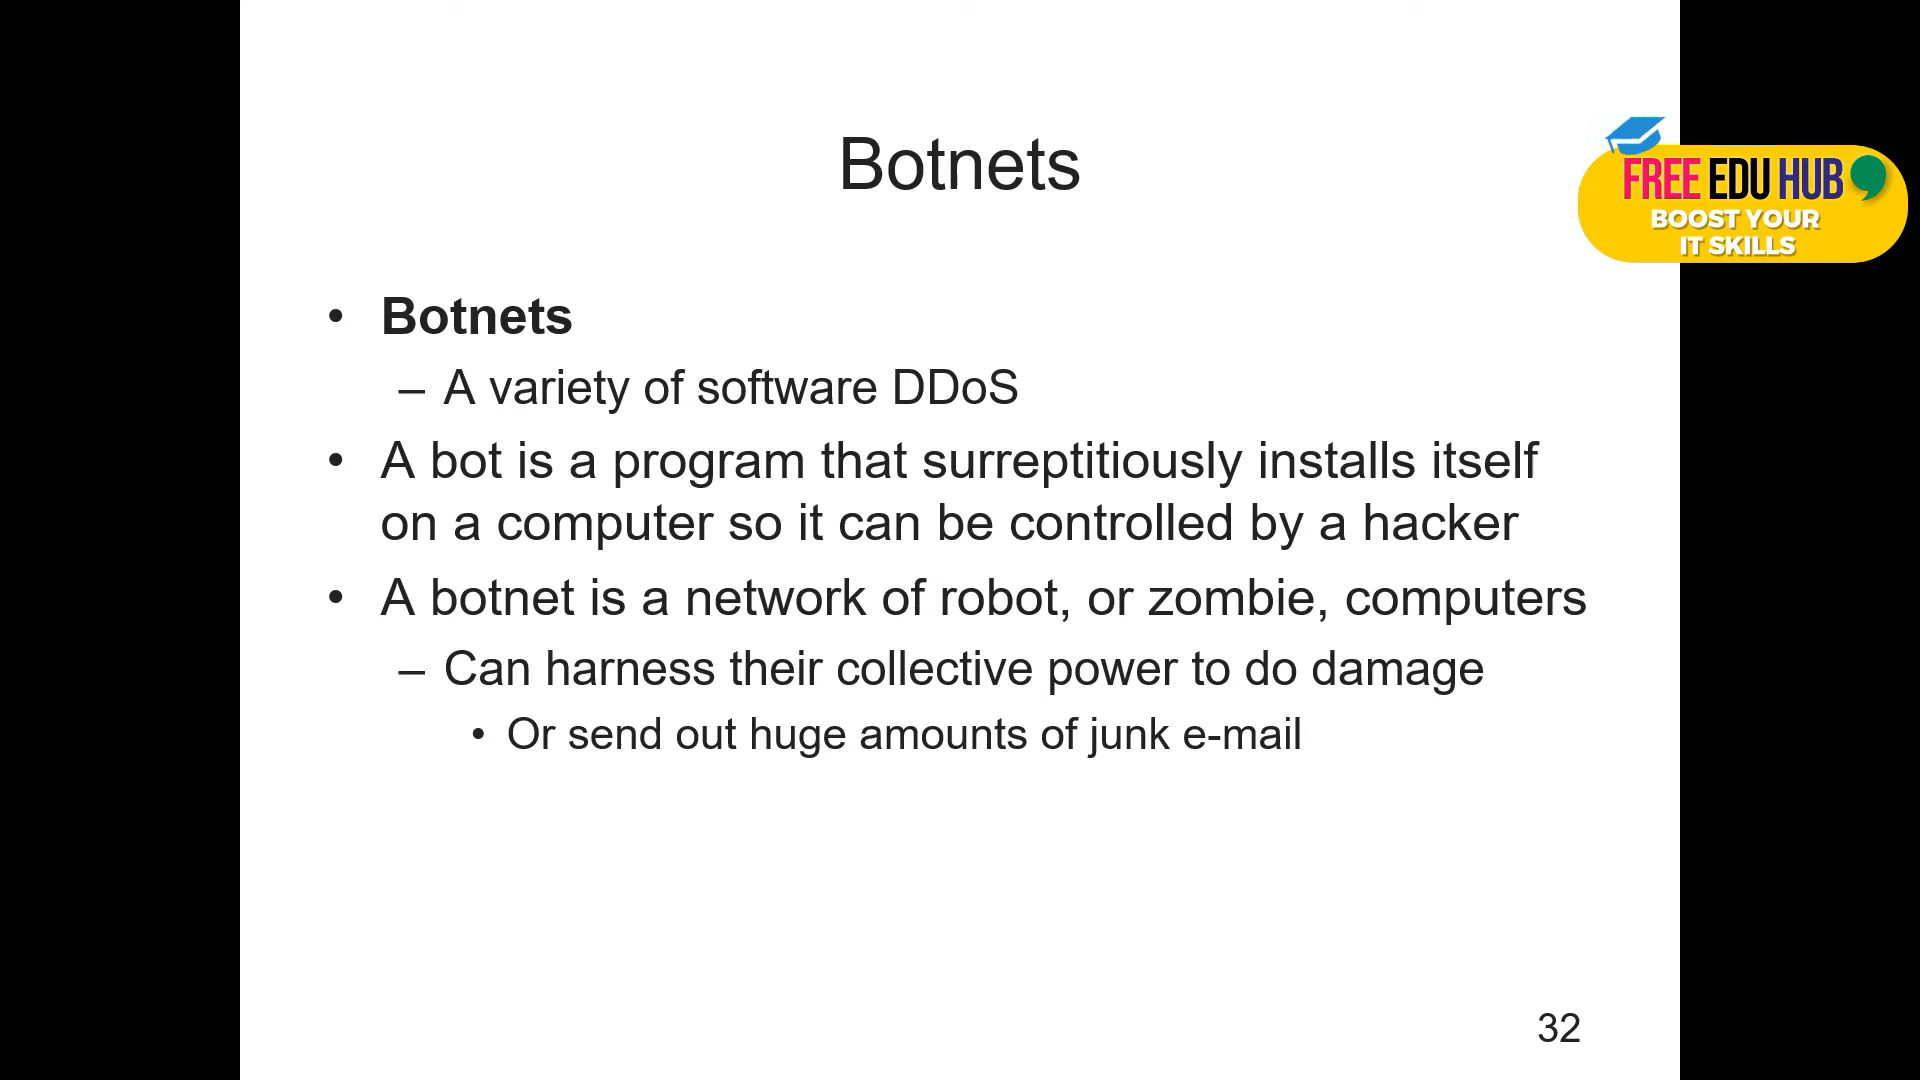 Botnets
FREE EDU HUB
BOOST YOUR
IT SKILLS
• Botnets
– A variety of software DDoS
• A bot is a program that surreptitiously installs itself
on a computer so it can be controlled by a hacker
• A botnet is a network of robot, or zombie, computers
– Can harness their collective power to do damage
• Or send out huge amounts of junk e-mail
32